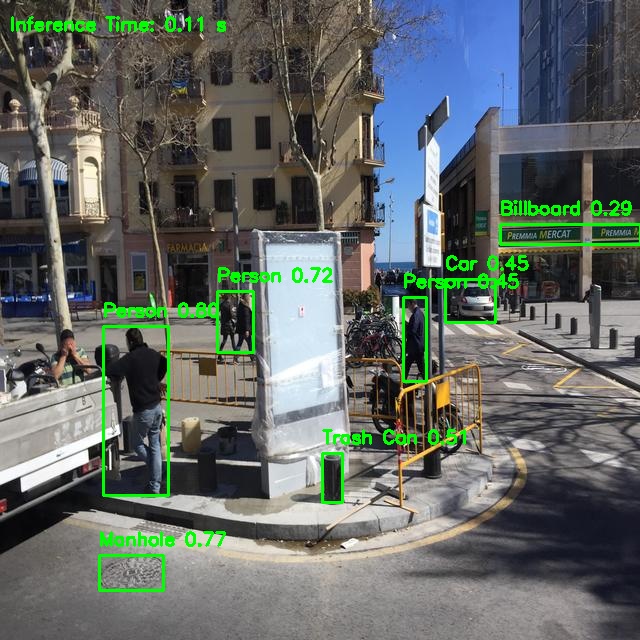 Inference Time: 0.11 s
Billboard 0.29
PREMMIA MERCAT
PREMMIA M
FARMACIA
Car 0.45
Person 0.72
Person 0.45
Person 0.80
Trash Can 0.51
Manhole 0.77